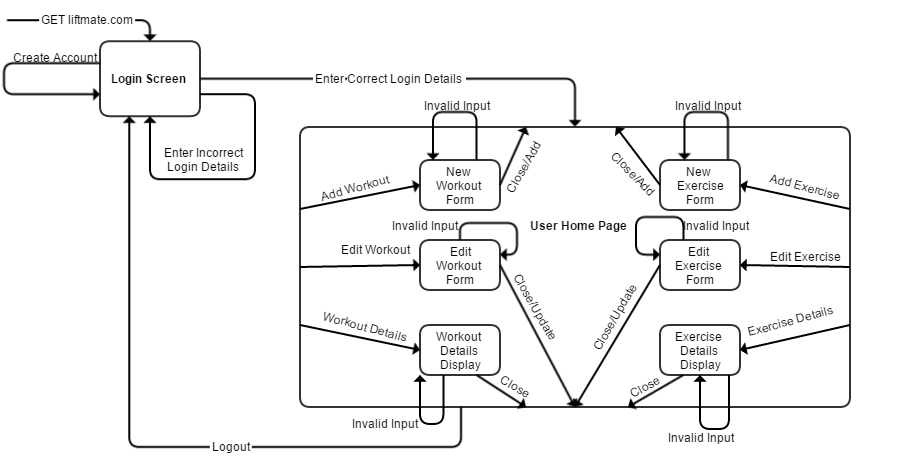 GET liftmate.com
Create Account
Login Screen
Enter Correct Login Details
Enter Incorrect
Login Details
Invalid Input
Invalid Input
New
Workout
Form
Close/Add
Close/Add
New
Exercise
Form
Add Workout
Add Exercise
Invalid Input
User Home Page
Invalid Input
Edit Workout
Edit
Workout
Form
Edit
Exercise
Form
Edit Exercise
Close/Update
Close/Update
Workout Details
Workout
Details
Display
Exercise
Details
Display
Exercise Details
Close
Close
Invalid Input
Invalid Input
Logout